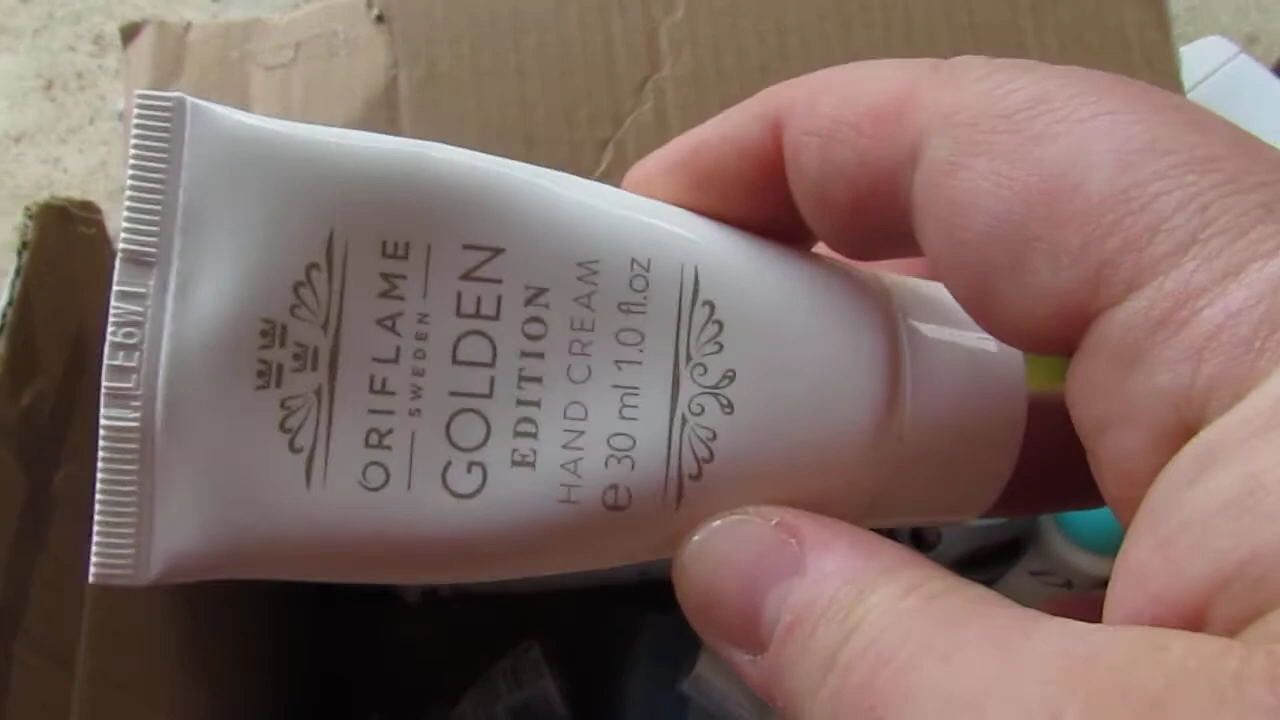 ORIFLAME
SWEDEN
GOLDEN
EDITION
HAND CREAM
e 30 ml 1.0 fl.oz